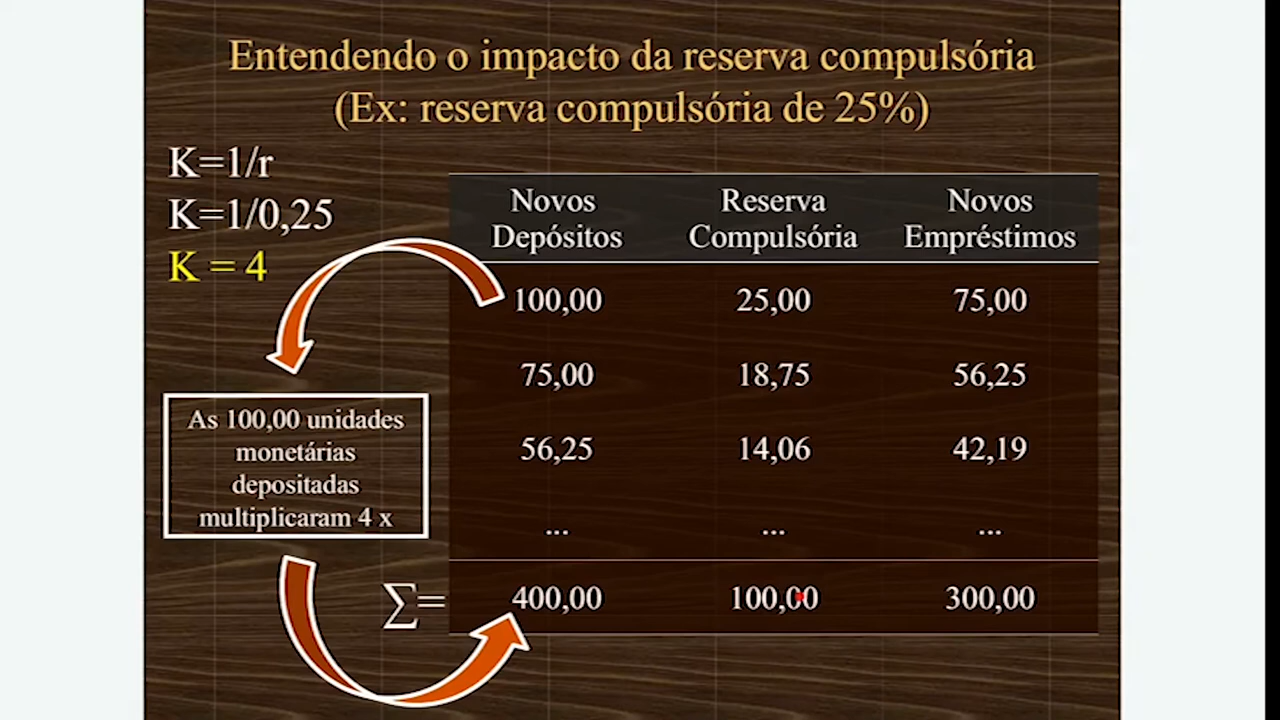 Entendendo o impacto da reserva compulsória
(Ex: reserva compulsória de 25%)
K=1/r
K=1/0,25
K = 4
Novos Depósitos Reserva Compulsória Novos Empréstimos
100,00 25,00 75,00
75,00 18,75 56,25
56,25 14,06 42,19
... ... ...
∑= 400,00 100,00 300,00
As 100,00 unidades
monetárias
depositadas
multiplicaram 4 x